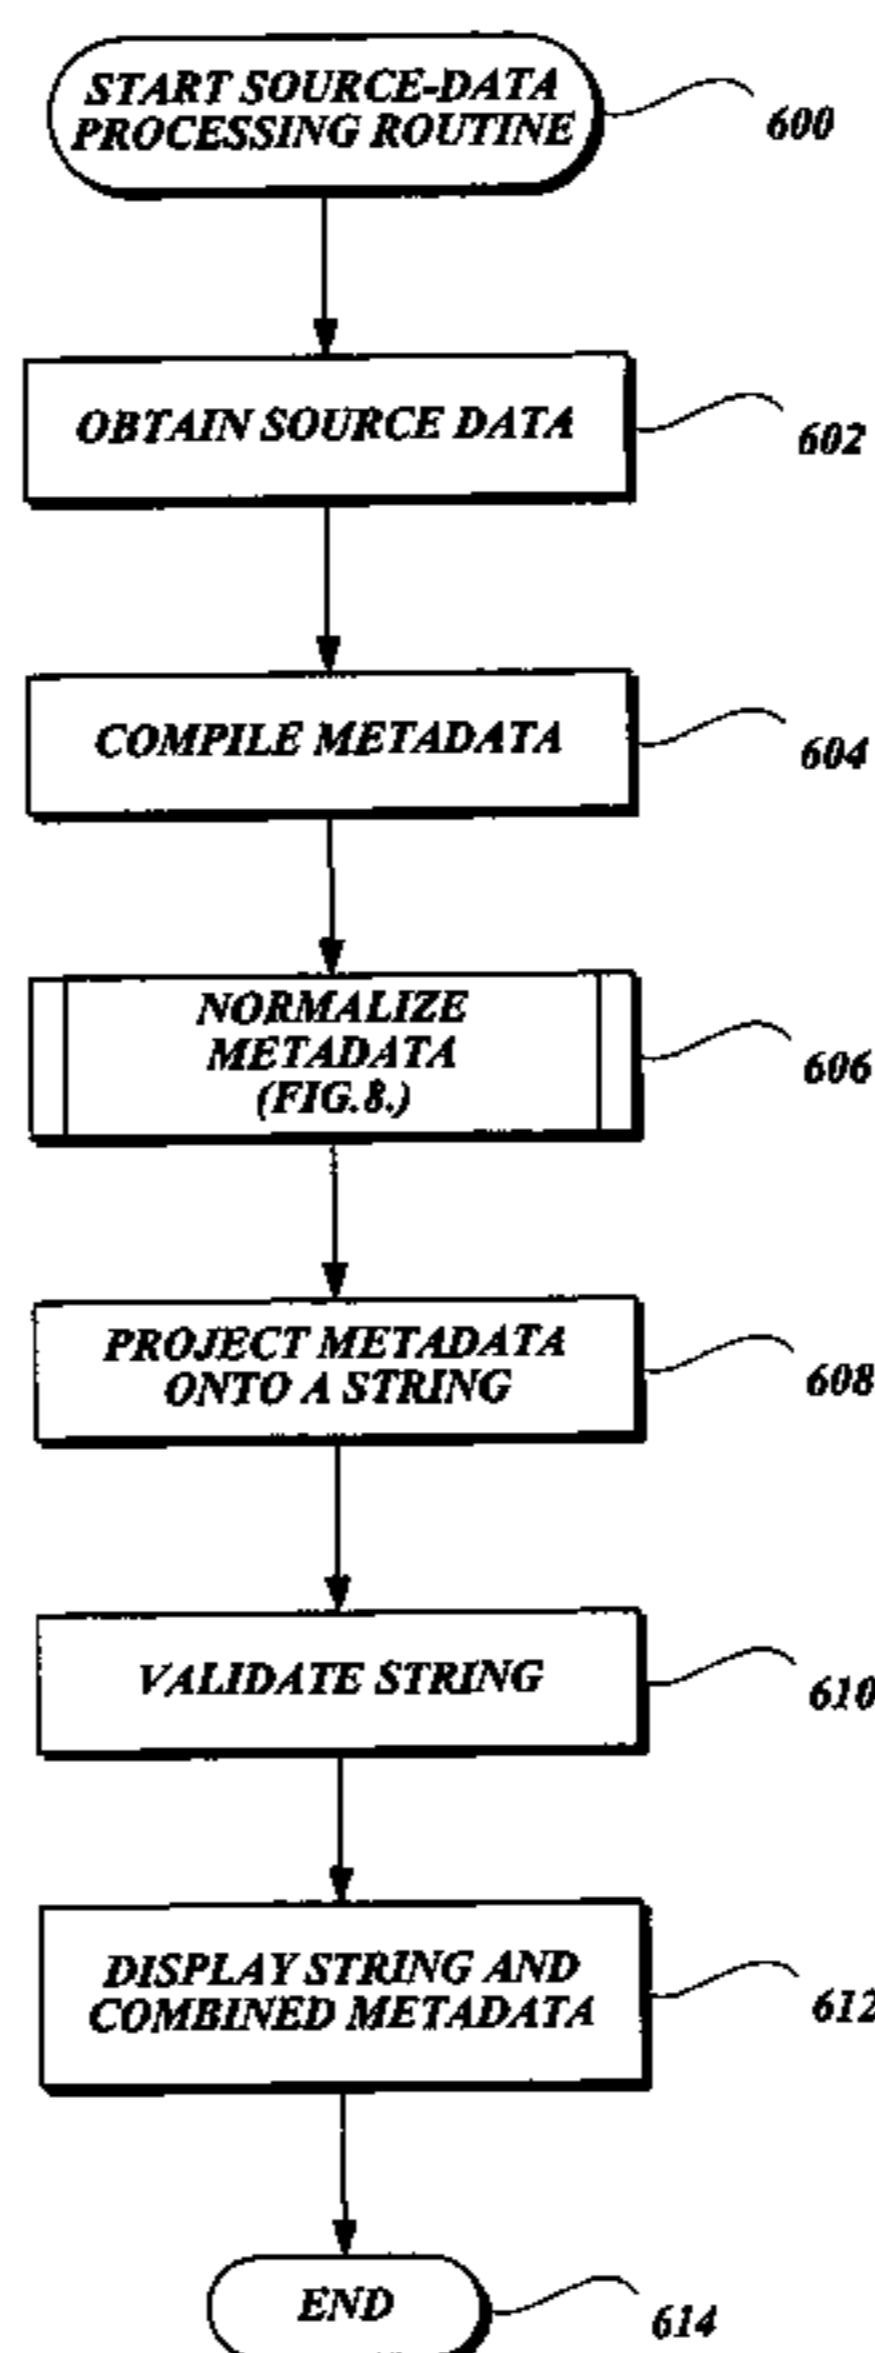 START SOURCE-DATA
PROCESSING ROUTINE
600
OBTAIN SOURCE DATA
602
COMPILE METADATA
604
NORMALIZE
METADATA
(FIG.8.)
606
PROJECT METADATA
ONTO A STRING
608
VALIDATE STRING
610
DISPLAY STRING AND
COMBINED METADATA
612
END
614